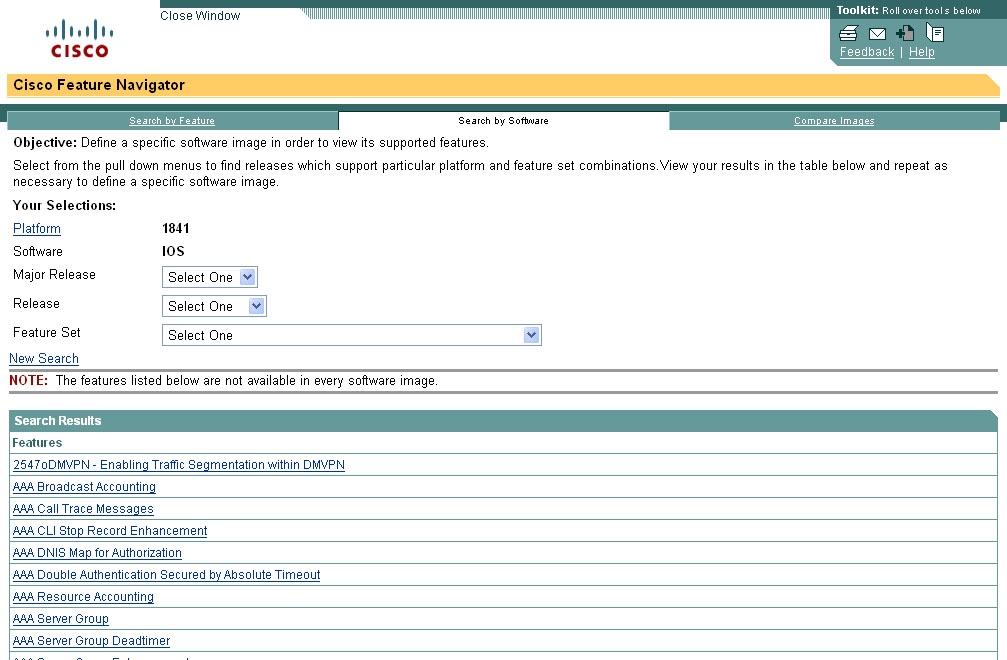 Close Window
Toolkit: Roll over tools below
CISCO
Feedback | Help
Cisco Feature Navigator
Search by Feature
Search by Software
Compare Images
Objective: Define a specific software image in order to view its supported features.
Select from the pull down menus to find releases which support particular platform and feature set combinations.View your results in the table below and repeat as
necessary to define a specific software image.
Your Selections:
Platform 1841
Software IOS
Major Release Select One
Release Select One
Feature Set Select One
New Search
NOTE: The features listed below are not available in every software image.
Search Results
Features
2547oDMVPN - Enabling Traffic Segmentation within DMVPN
AAA Broadcast Accounting
AAA Call Trace Messages
AAA CLI Stop Record Enhancement
AAA DNIS Map for Authorization
AAA Double Authentication Secured by Absolute Timeout
AAA Resource Accounting
AAA Server Group
AAA Server Group Deadtimer